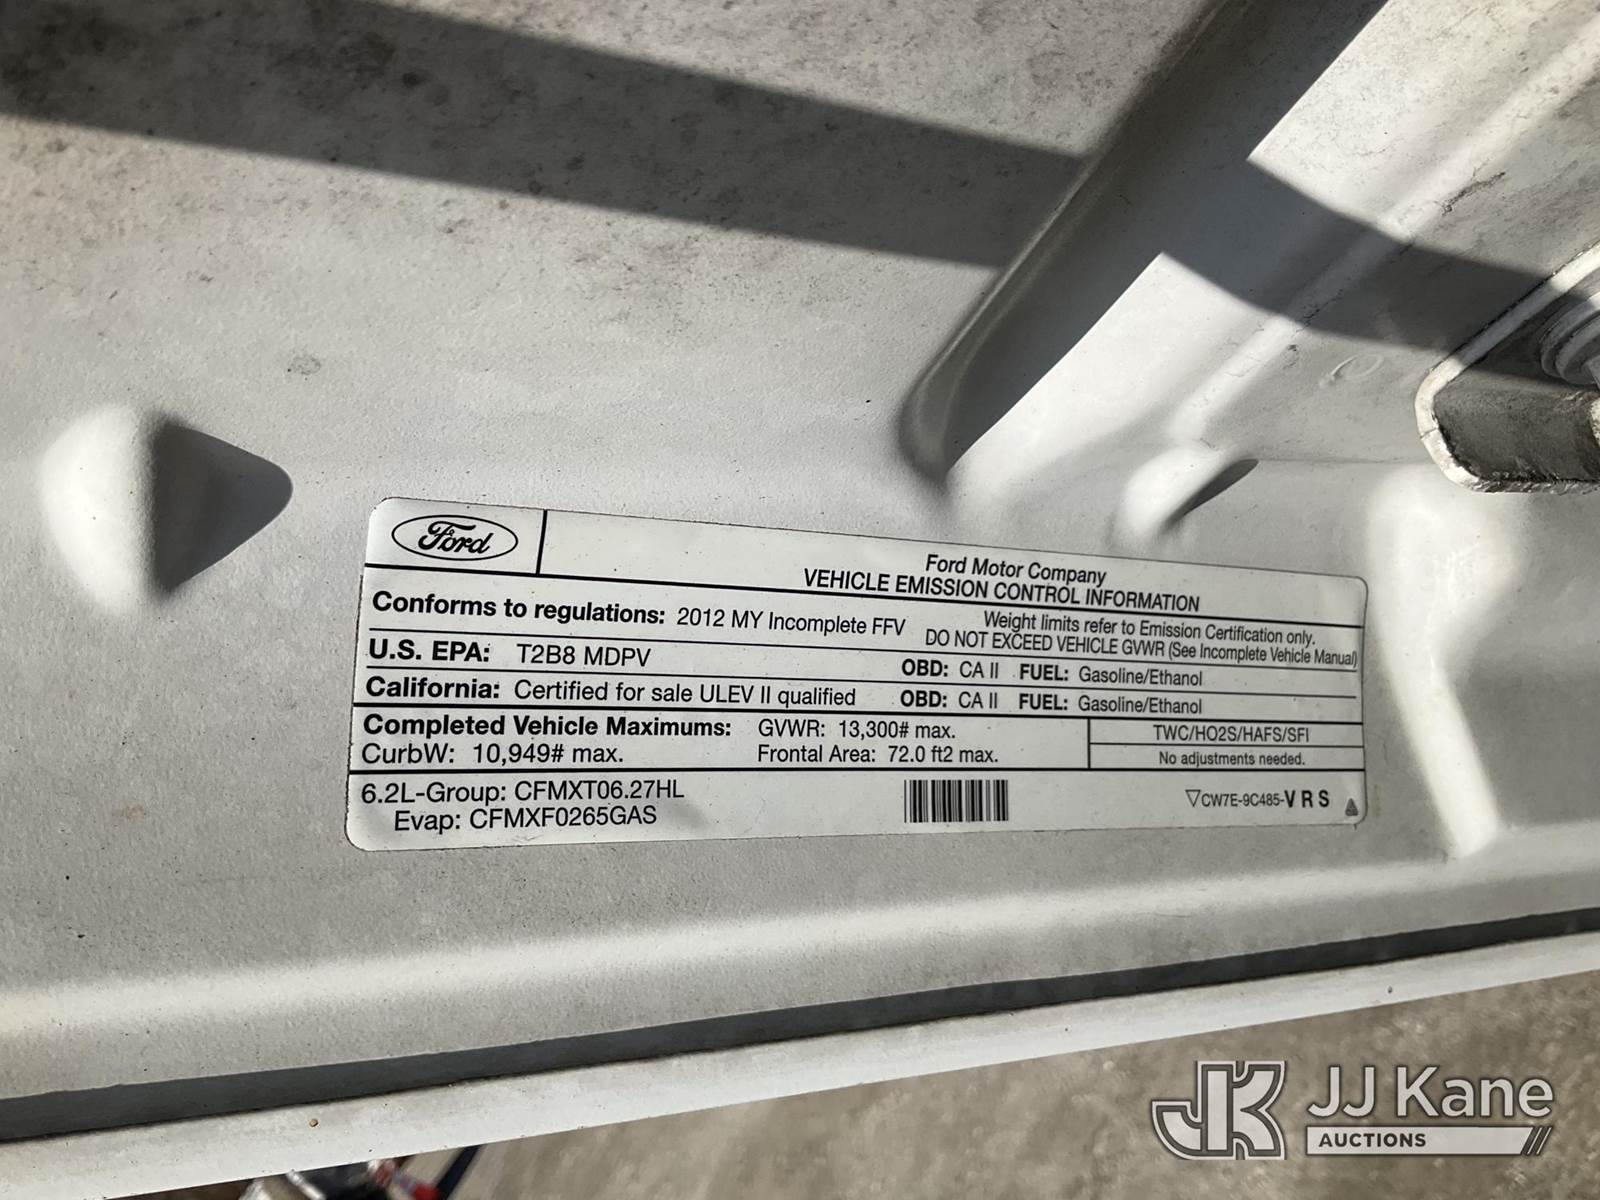 Ford
Ford Motor Company
VEHICLE EMISSION CONTROL INFORMATION
Conforms to regulations: 2012 MY Incomplete FFV
Weight limits refer to Emission Certification only.
DO NOT EXCEED VEHICLE GVWR (See Incomplete Vehicle Manual)
U.S. EPA: T2B8 MDPV OBD: CA II FUEL: Gasoline/Ethanol
California: Certified for sale ULEV II qualified OBD: CA II FUEL: Gasoline/Ethanol
Completed Vehicle Maximums: GVWR: 13,300# max.
CurbW: 10,949# max. Frontal Area: 72.0 ft2 max.
TWC/HO2S/HAFS/SFI
No adjustments needed.
6.2L-Group: CFMXT06.27HL
Evap: CFMXF0265GAS
CW7E-9C485-VRS
JK JJ Kane
AUCTIONS